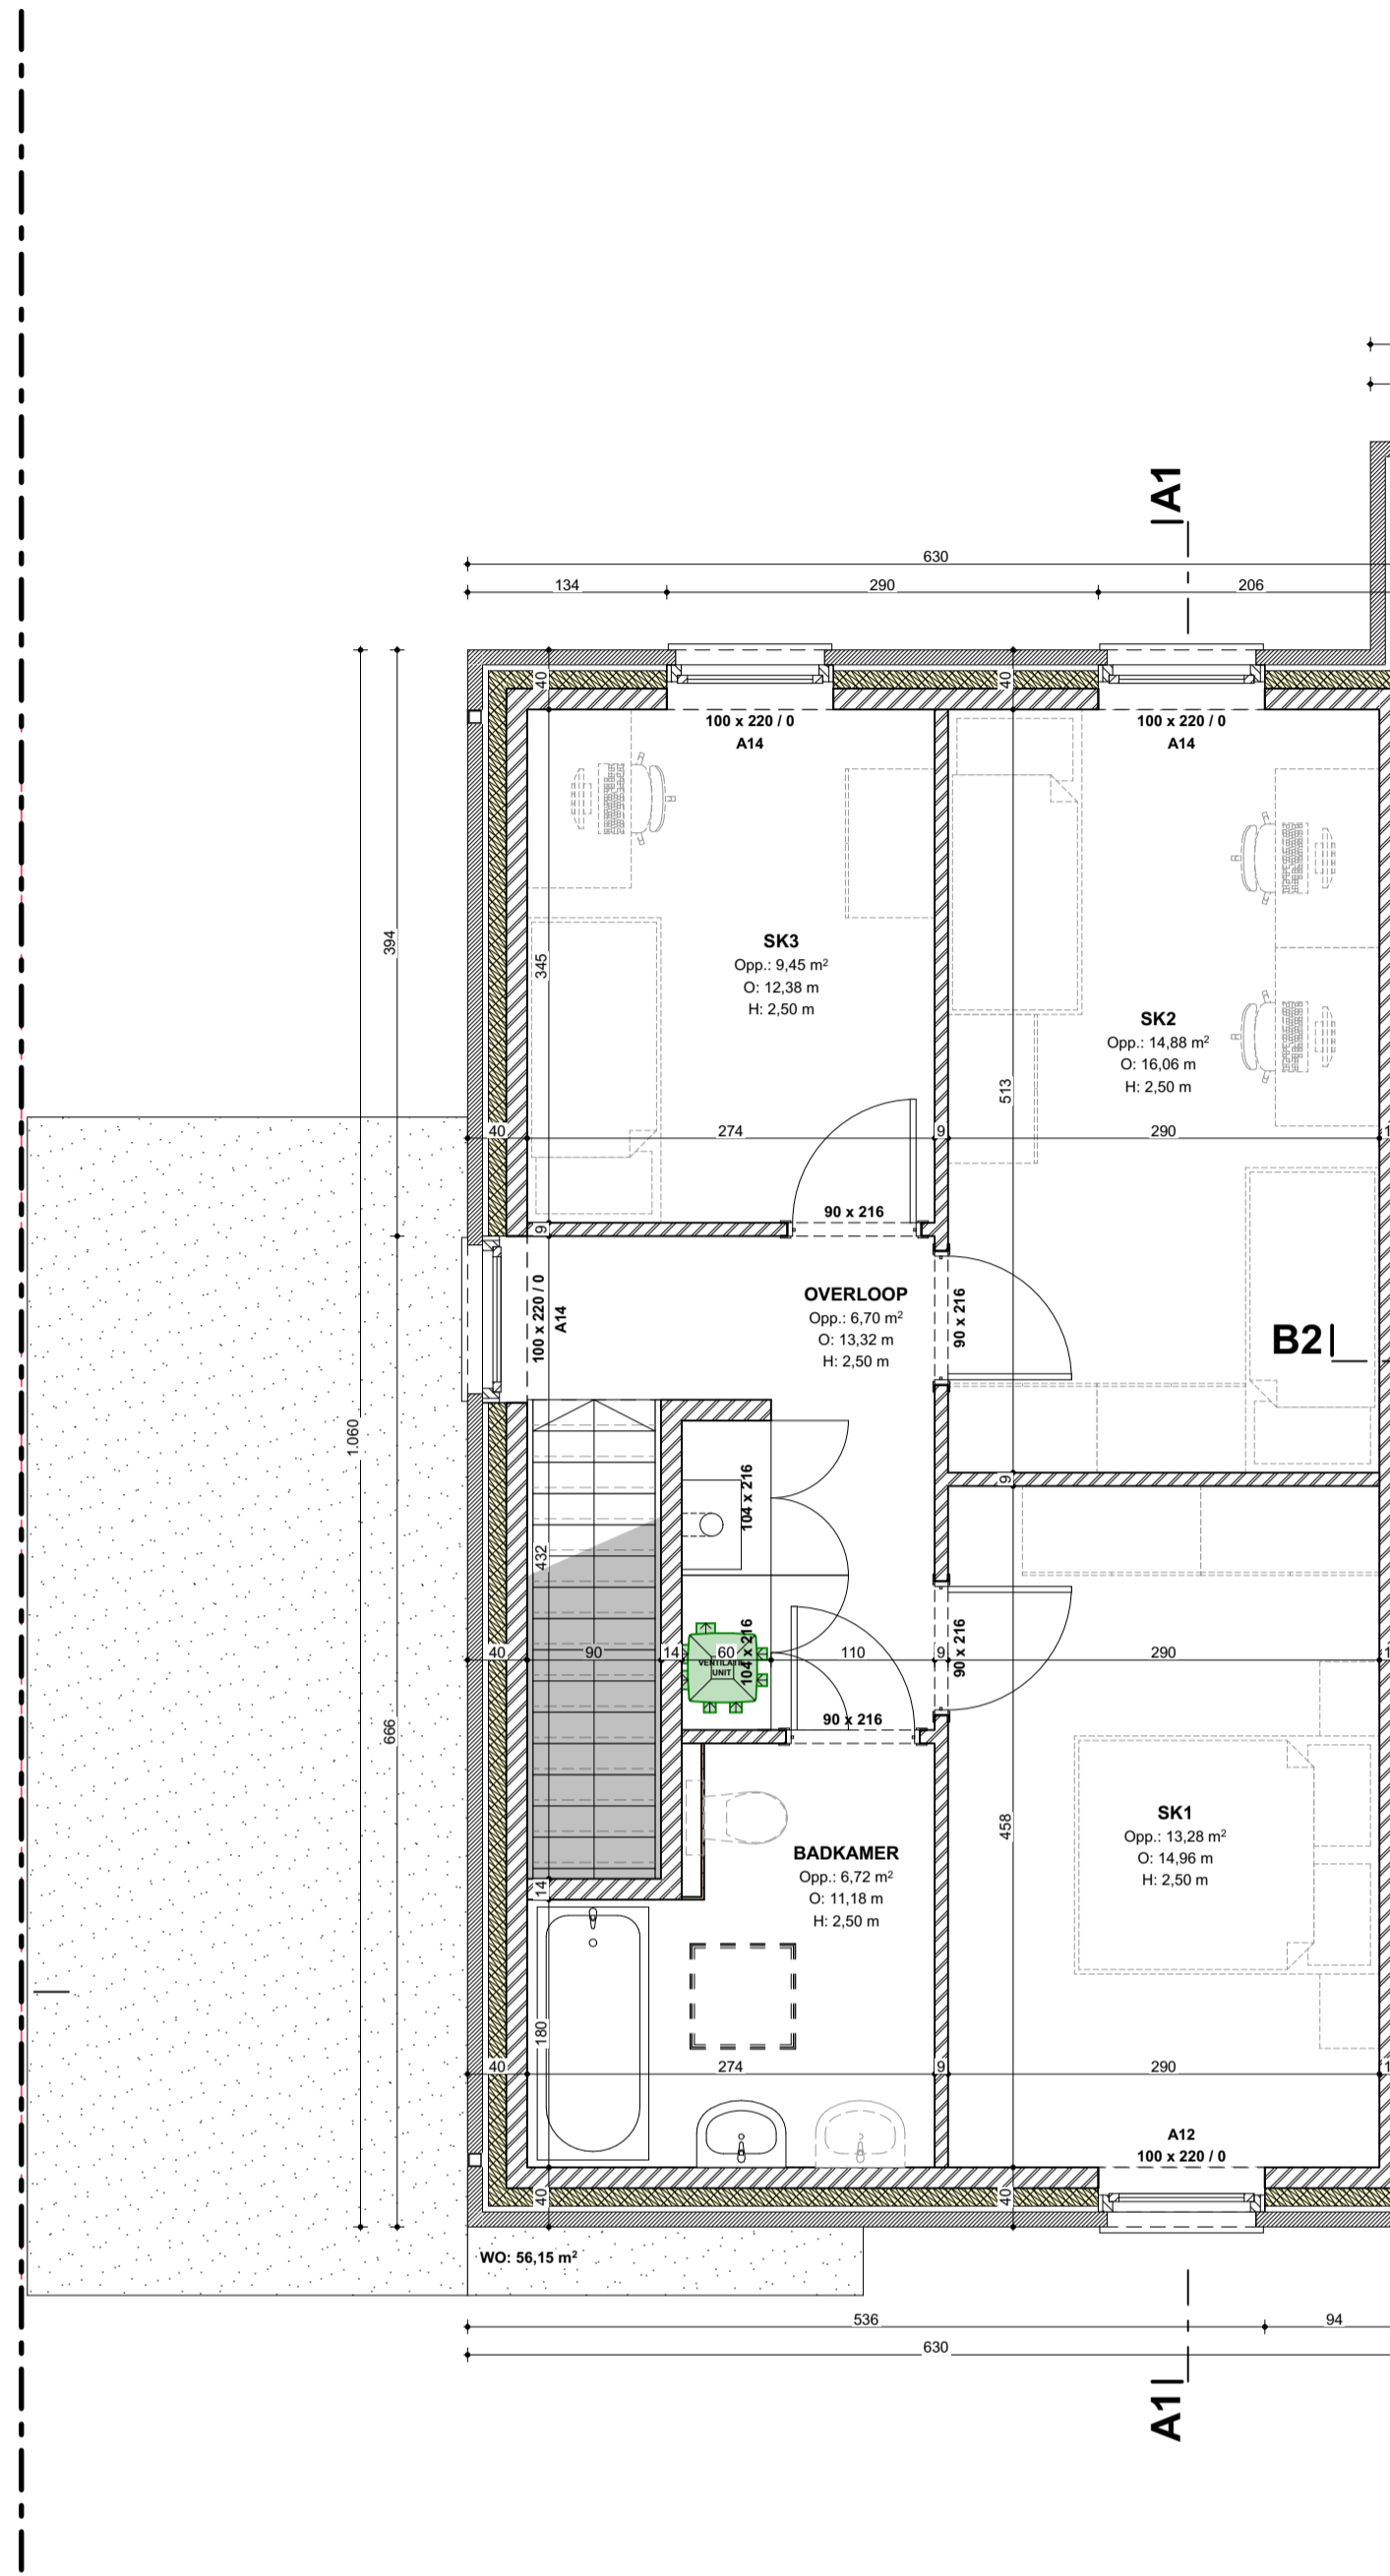 A1
630
134
290
206
40
40
100 x 220 / 0
A14
100 x 220 / 0
A14
394
345
SK3
Opp.: 9,45 m²
O: 12,38 m
H: 2,50 m
SK2
Opp.: 14,88 m²
O: 16,06 m
H: 2,50 m
513
40
274
9
290
1
90 x 216
9
OVERLOOP
Opp.: 6,70 m²
O: 13,32 m
H: 2,50 m
100 x 220 / 0
A14
90 x 216
B2
1.060
9
104 x 216
432
40
90
14
60
110
9
290
1
104 x 216
VENTILATIE
UNIT
90 x 216
90 x 216
666
458
SK1
Opp.: 13,28 m²
O: 14,96 m
H: 2,50 m
BADKAMER
Opp.: 6,72 m²
O: 11,18 m
H: 2,50 m
14
180
40
274
9
290
1
A12
100 x 220 / 0
40
40
WO: 56,15 m²
536
94
630
A1